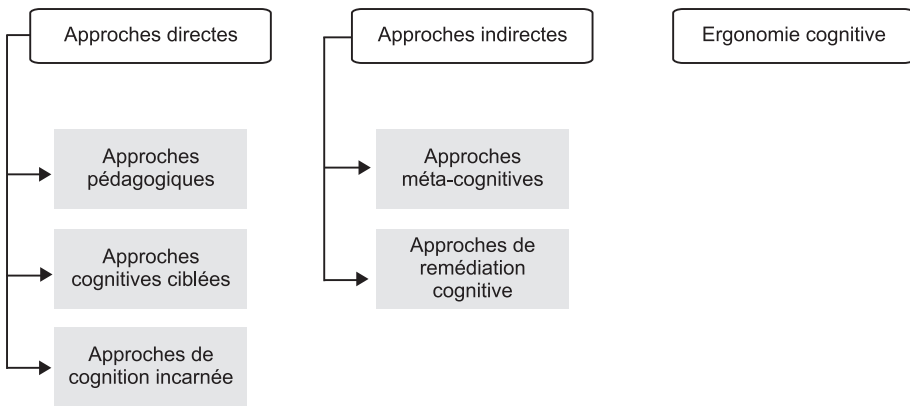 Approches directes
Approches indirectes
Ergonomie cognitive
Approches
pédagogiques
Approches
cognitives ciblées
Approches de
cognition incarnée
Approches
méta-cognitives
Approches de
remédiation
cognitive